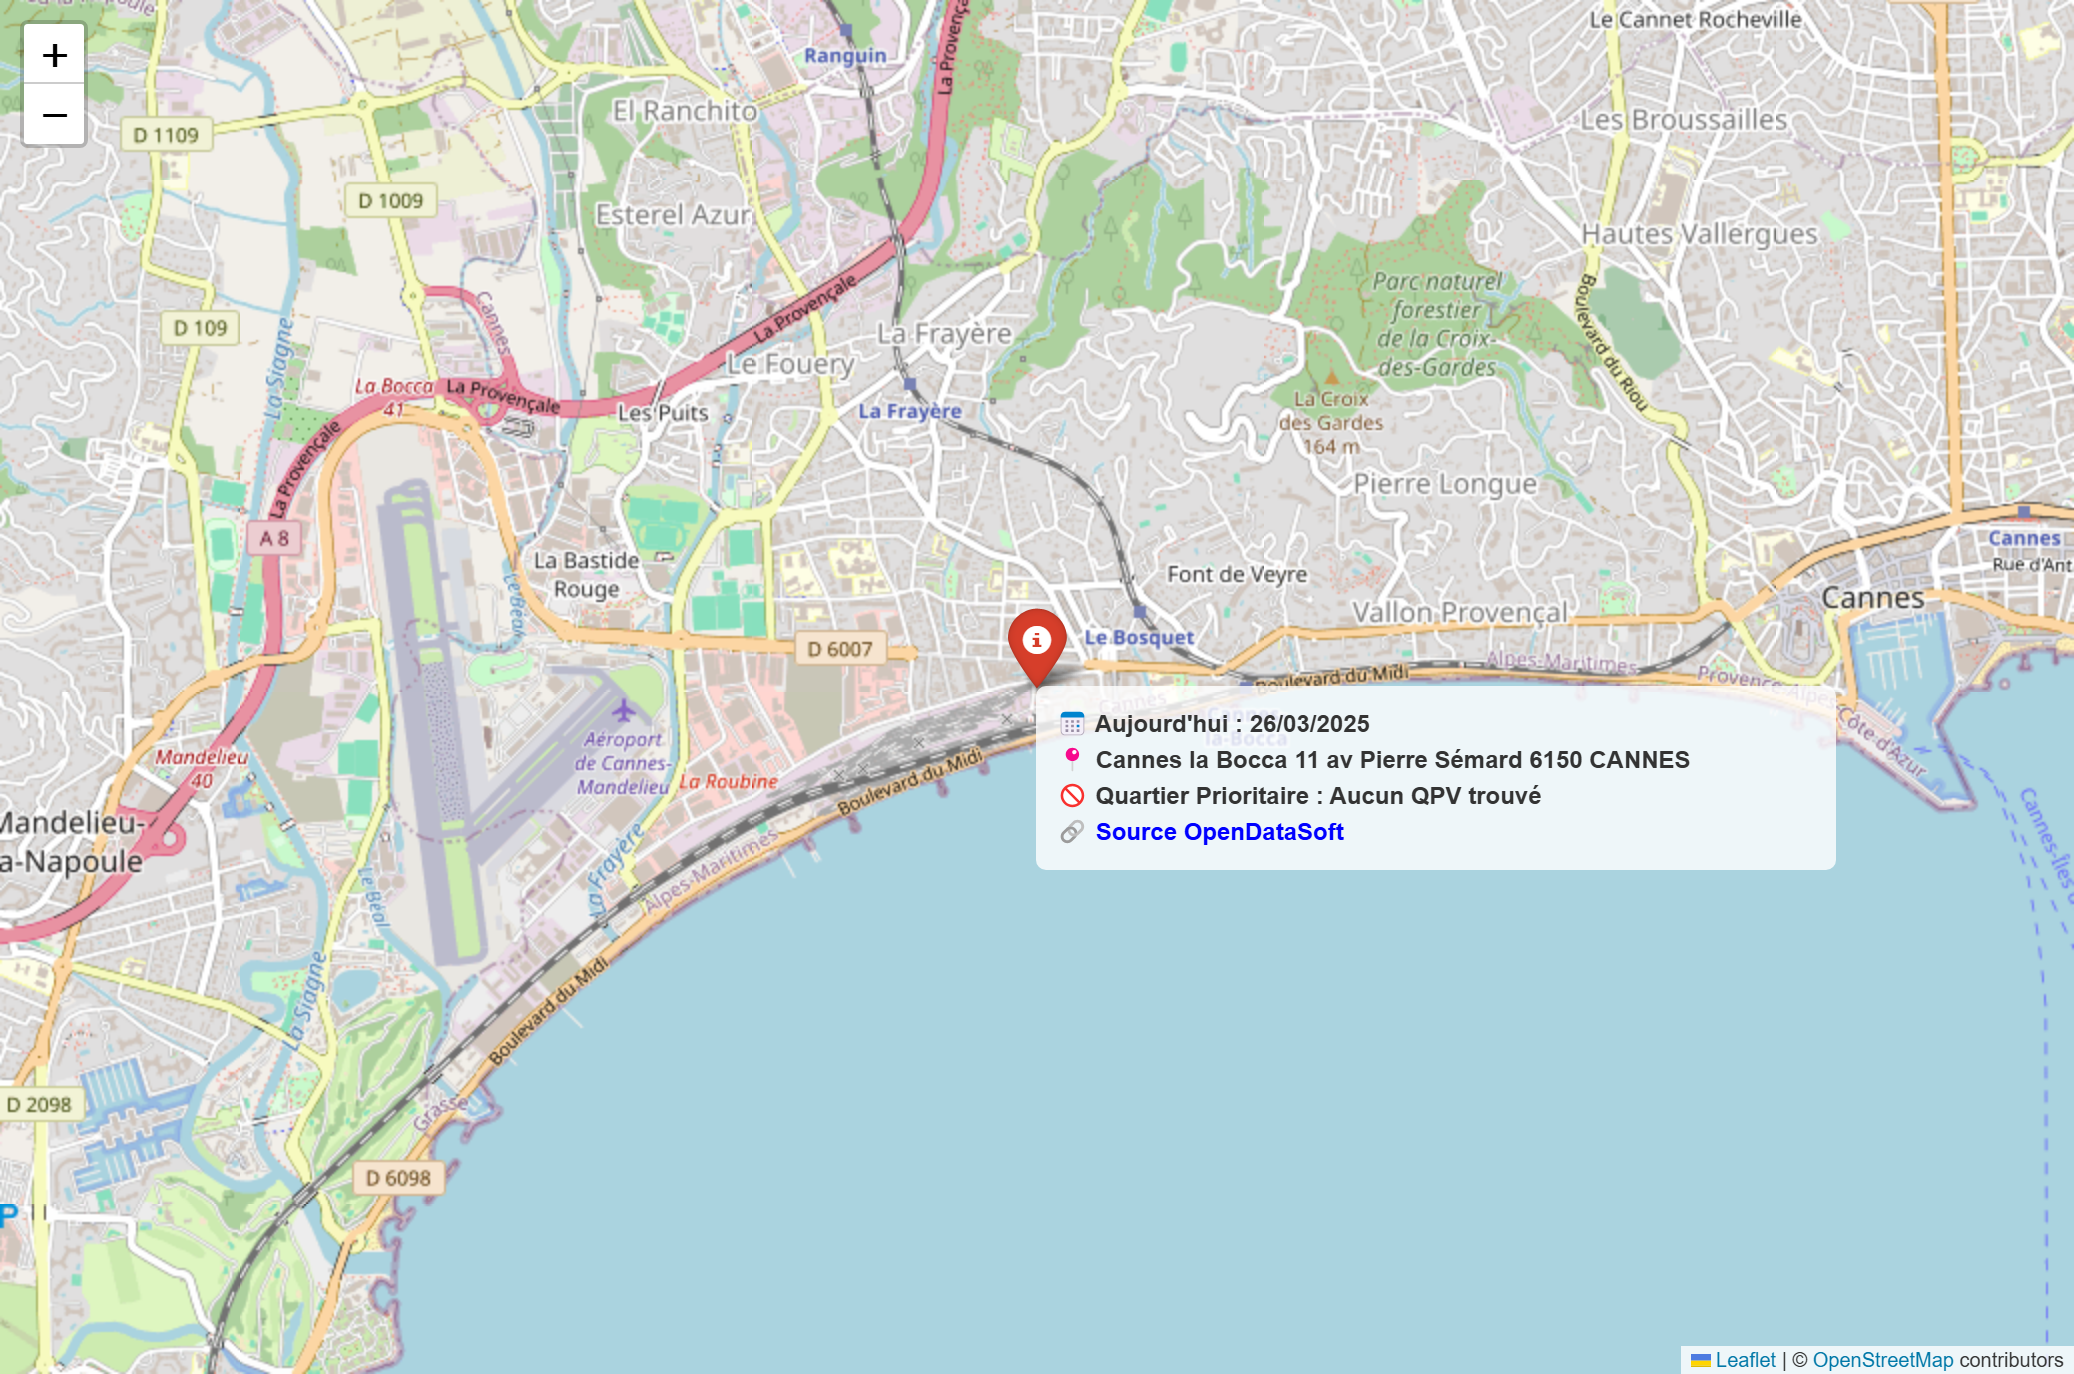 +
−
Le Cannet Rocheville
Ranguin
La Provençale
El Ranchito
D 1109
Les Broussailles
D 1009
Esterel Azur
Hautes Vallergues
Parc naturel
forestier
de la Croix-
des-Gardes
Boulevard du Riou
La Siagne
D 109
Cannes
La Provençale
La Frayère
Le Fouery
La Bocca
41
La Provençale
Les Puits
La Frayère
La Croix
des Gardes
164 m
La Provençale
Pierre Longue
A 8
La Bastide
Rouge
Le Béal
Font de Veyre
Cannes
Rue d'Ant
Cannes
Vallon Provençal
D 6007
Le Bosquet
Alpes-Maritimes
Boulevard du Midi
Provence-Alpes-Côte-d'Azur
Cannes
Aéroport
de Cannes-
Mandelieu
La Roubine
Boulevard du Midi
Mandelieu
40
Mandelieu-
a-Napoule
Aujourd'hui : 26/03/2025
Cannes la Bocca 11 av Pierre Sémard 6150 CANNES
Quartier Prioritaire : Aucun QPV trouvé
Source OpenDataSoft
Cannes-Îles
La Frayère
Alpes-Maritimes
Le Béal
La Siagne
Boulevard du Midi
D 2098
Grasse
D 6098
P
Leaflet | © OpenStreetMap contributors